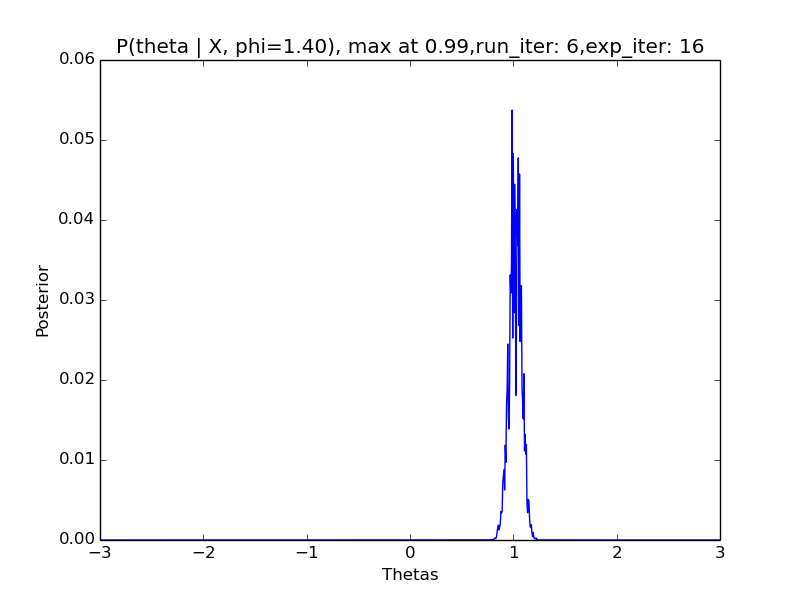 P(theta | X, phi=1.40), max at 0.99,run_iter: 6,exp_iter: 16
0.06
0.05
0.04
0.03
0.02
0.01
0.00
Posterior
−3 −2 −1 0 1 2 3
Thetas